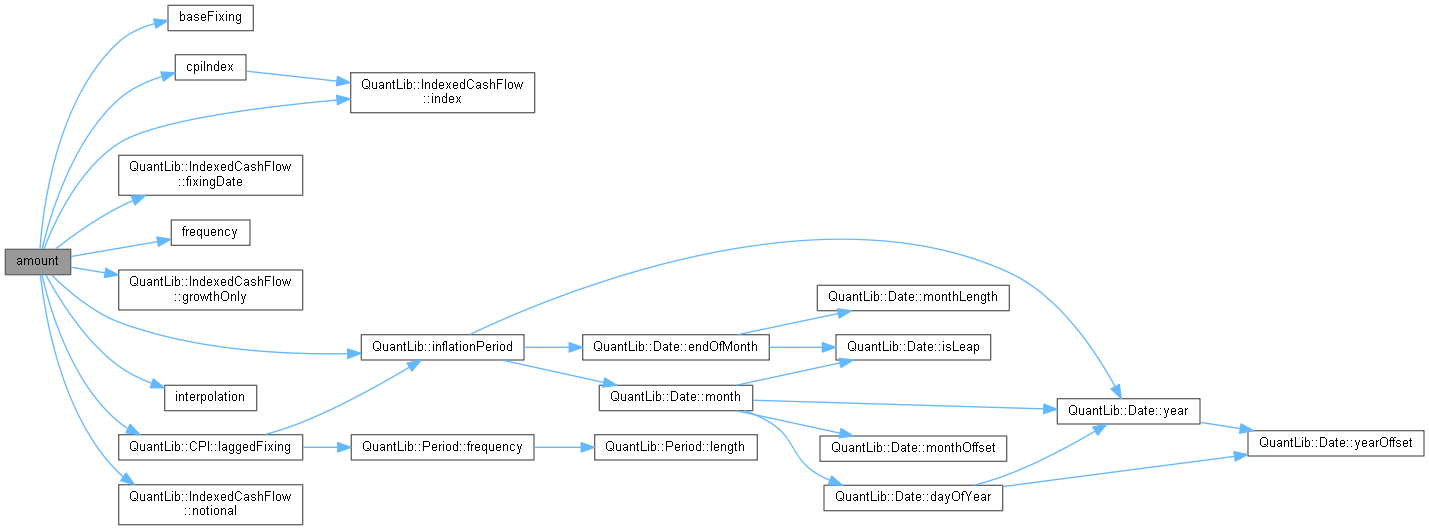 baseFixing
cpiIndex
QuantLib::IndexedCashFlow
::index
QuantLib::IndexedCashFlow
::fixingDate
frequency
amount
QuantLib::IndexedCashFlow
::growthOnly
QuantLib::Date::monthLength
QuantLib::inflationPeriod
QuantLib::Date::endOfMonth
QuantLib::Date::isLeap
interpolation
QuantLib::Date::month
QuantLib::Date::year
QuantLib::CPI::laggedFixing
QuantLib::Period::frequency
QuantLib::Period::length
QuantLib::Date::monthOffset
QuantLib::Date::yearOffset
QuantLib::IndexedCashFlow
::notional
QuantLib::Date::dayOfYear